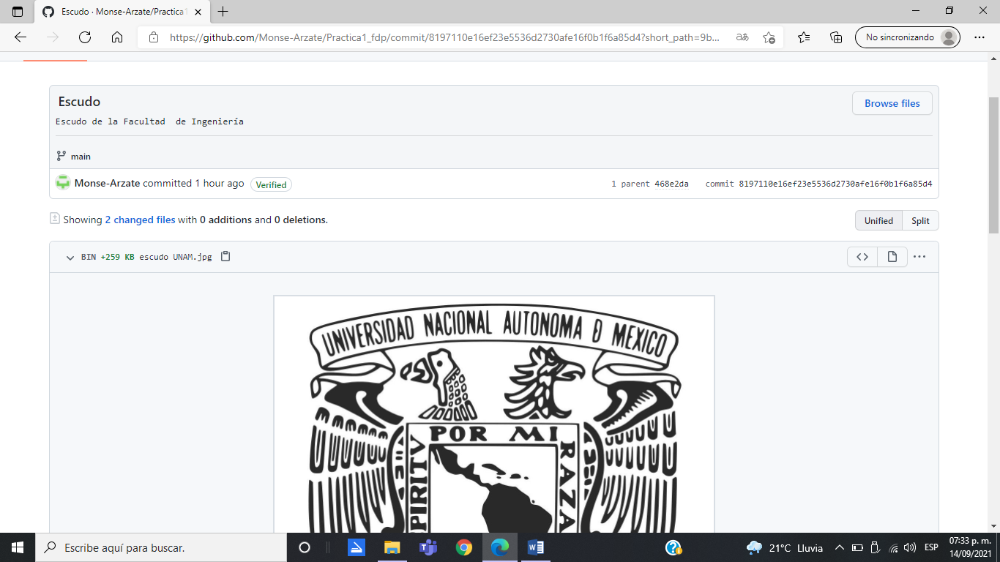 Escudo · Monse-Arzate/Practica1
https://github.com/Monse-Arzate/Practica1_fdp/commit/8197110e16ef23e5536d2730afe16f0b1f6a85d4?short_path=9b...
aあ
No sincronizando
Escudo
Browse files
Escudo de la Facultad  de Ingeniería
main
Monse-Arzate committed 1 hour ago Verified
1 parent 468e2da commit 8197110e16ef23e5536d2730afe16f0b1f6a85d4
Showing 2 changed files with 0 additions and 0 deletions.
Unified Split
BIN +259 KB escudo UNAM.jpg
UNIVERSIDAD NACIONAL AUTONOMA D MEXICO
POR MI
RAZA
SPIRITV
Escribe aquí para buscar.
21°C Lluvia
ESP
07:33 p. m.
14/09/2021